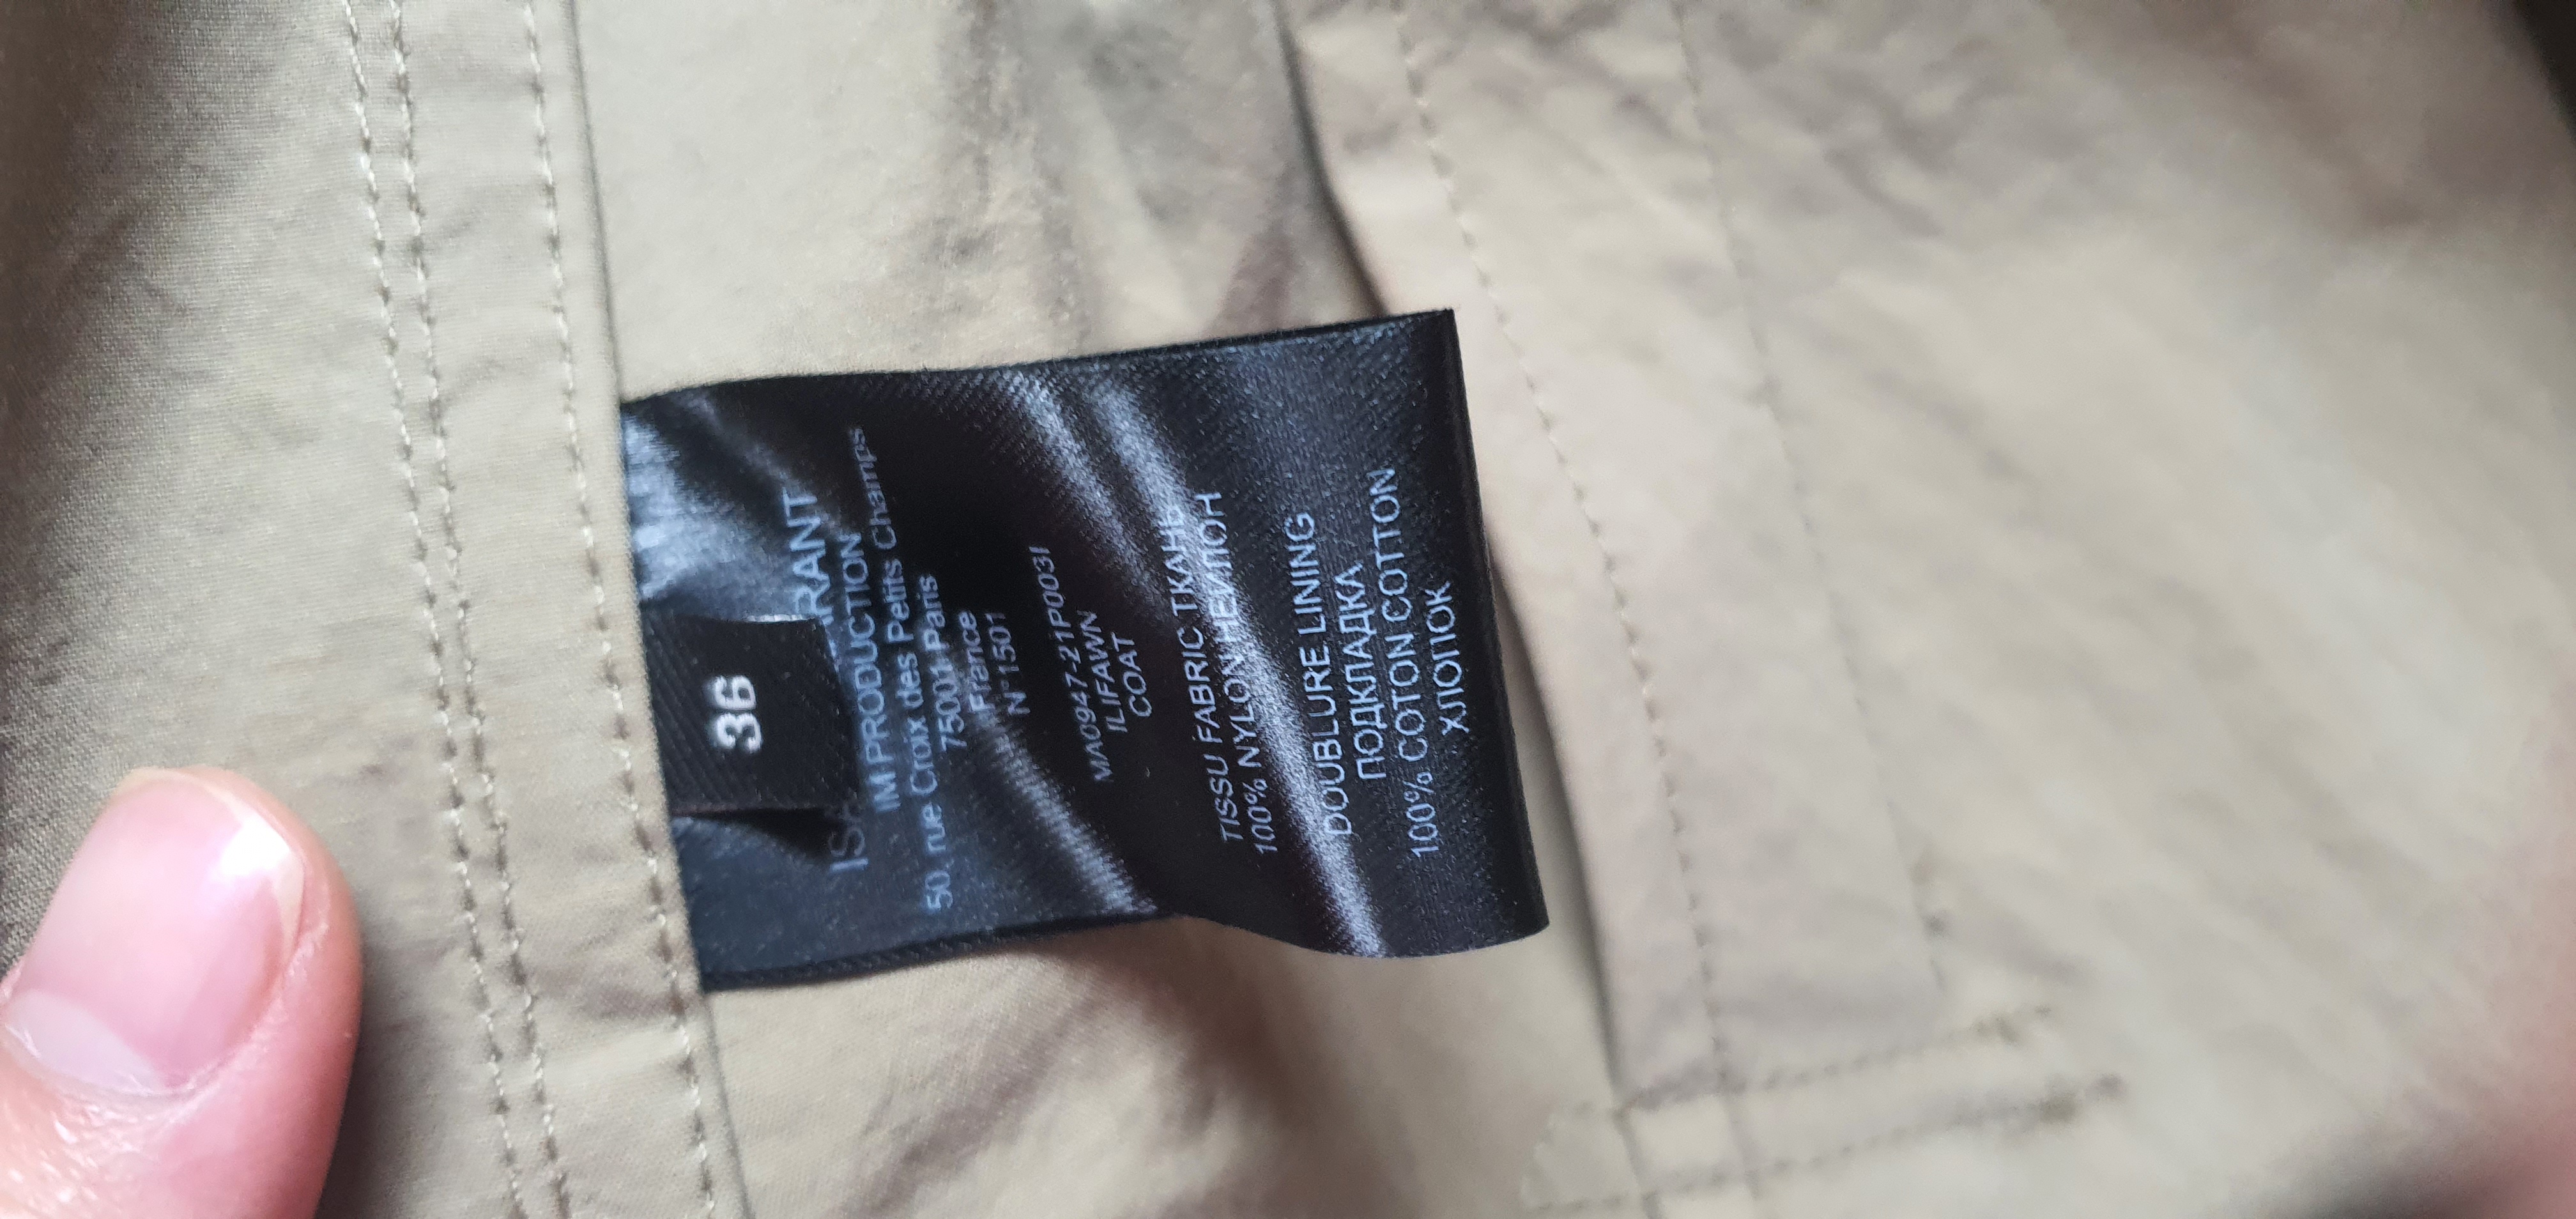 36
IS RANT
IM PRODUCTION
50, rue Croix des Petits Champs
75001 Paris
France
N°1501
MA0947-21P003I
ILIFAWN
COAT
TISSU FABRIC ТКАНЬ
100% NYLON НЕЙЛОН
DOUBLURE LINING
ПОДКЛАДКА
100% COTON COTTON
ХЛОПОК